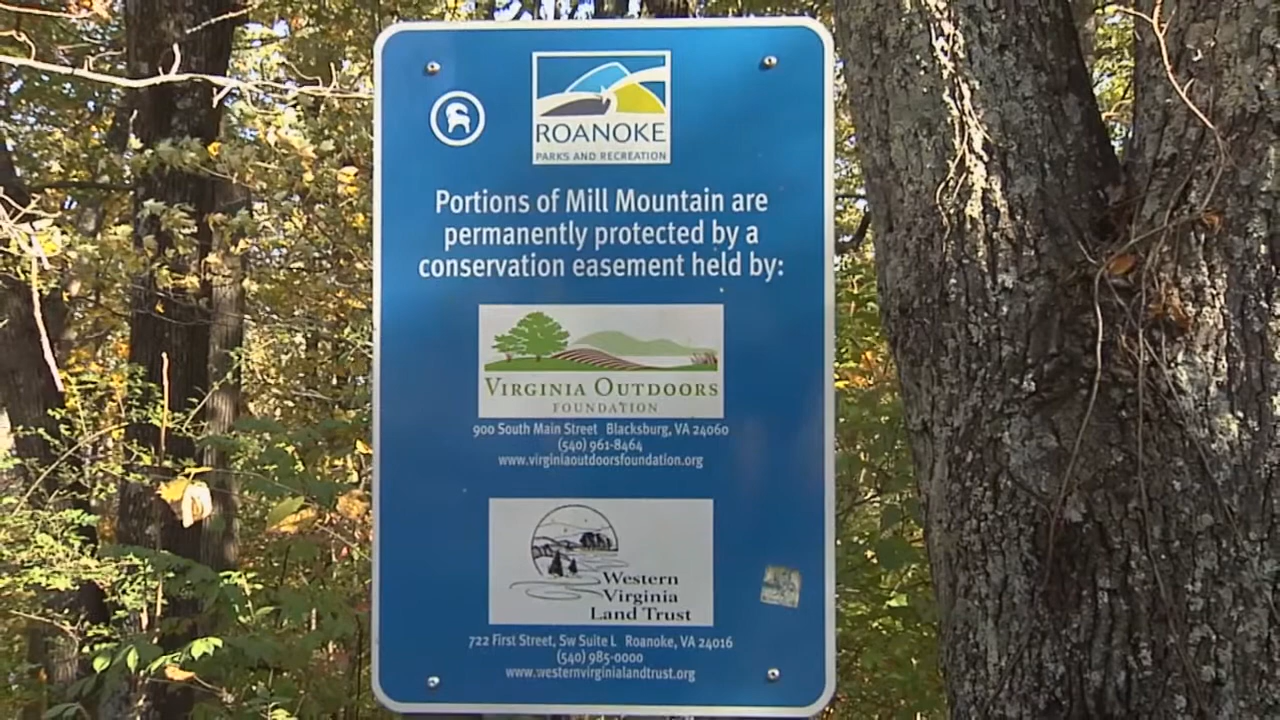 ROANOKE
PARKS AND RECREATION
Portions of Mill Mountain are
permanently protected by a
conservation easement held by:
VIRGINIA OUTDOORS
FOUNDATION
900 South Main Street Blacksburg, VA 24060
(540) 961-8464
www.virginiaoutdoorsfoundation.org
Western
Virginia
Land Trust
722 First Street, Sw Suite L Roanoke, VA 24016
(540) 985-0000
www.westernvirginialandtrust.org